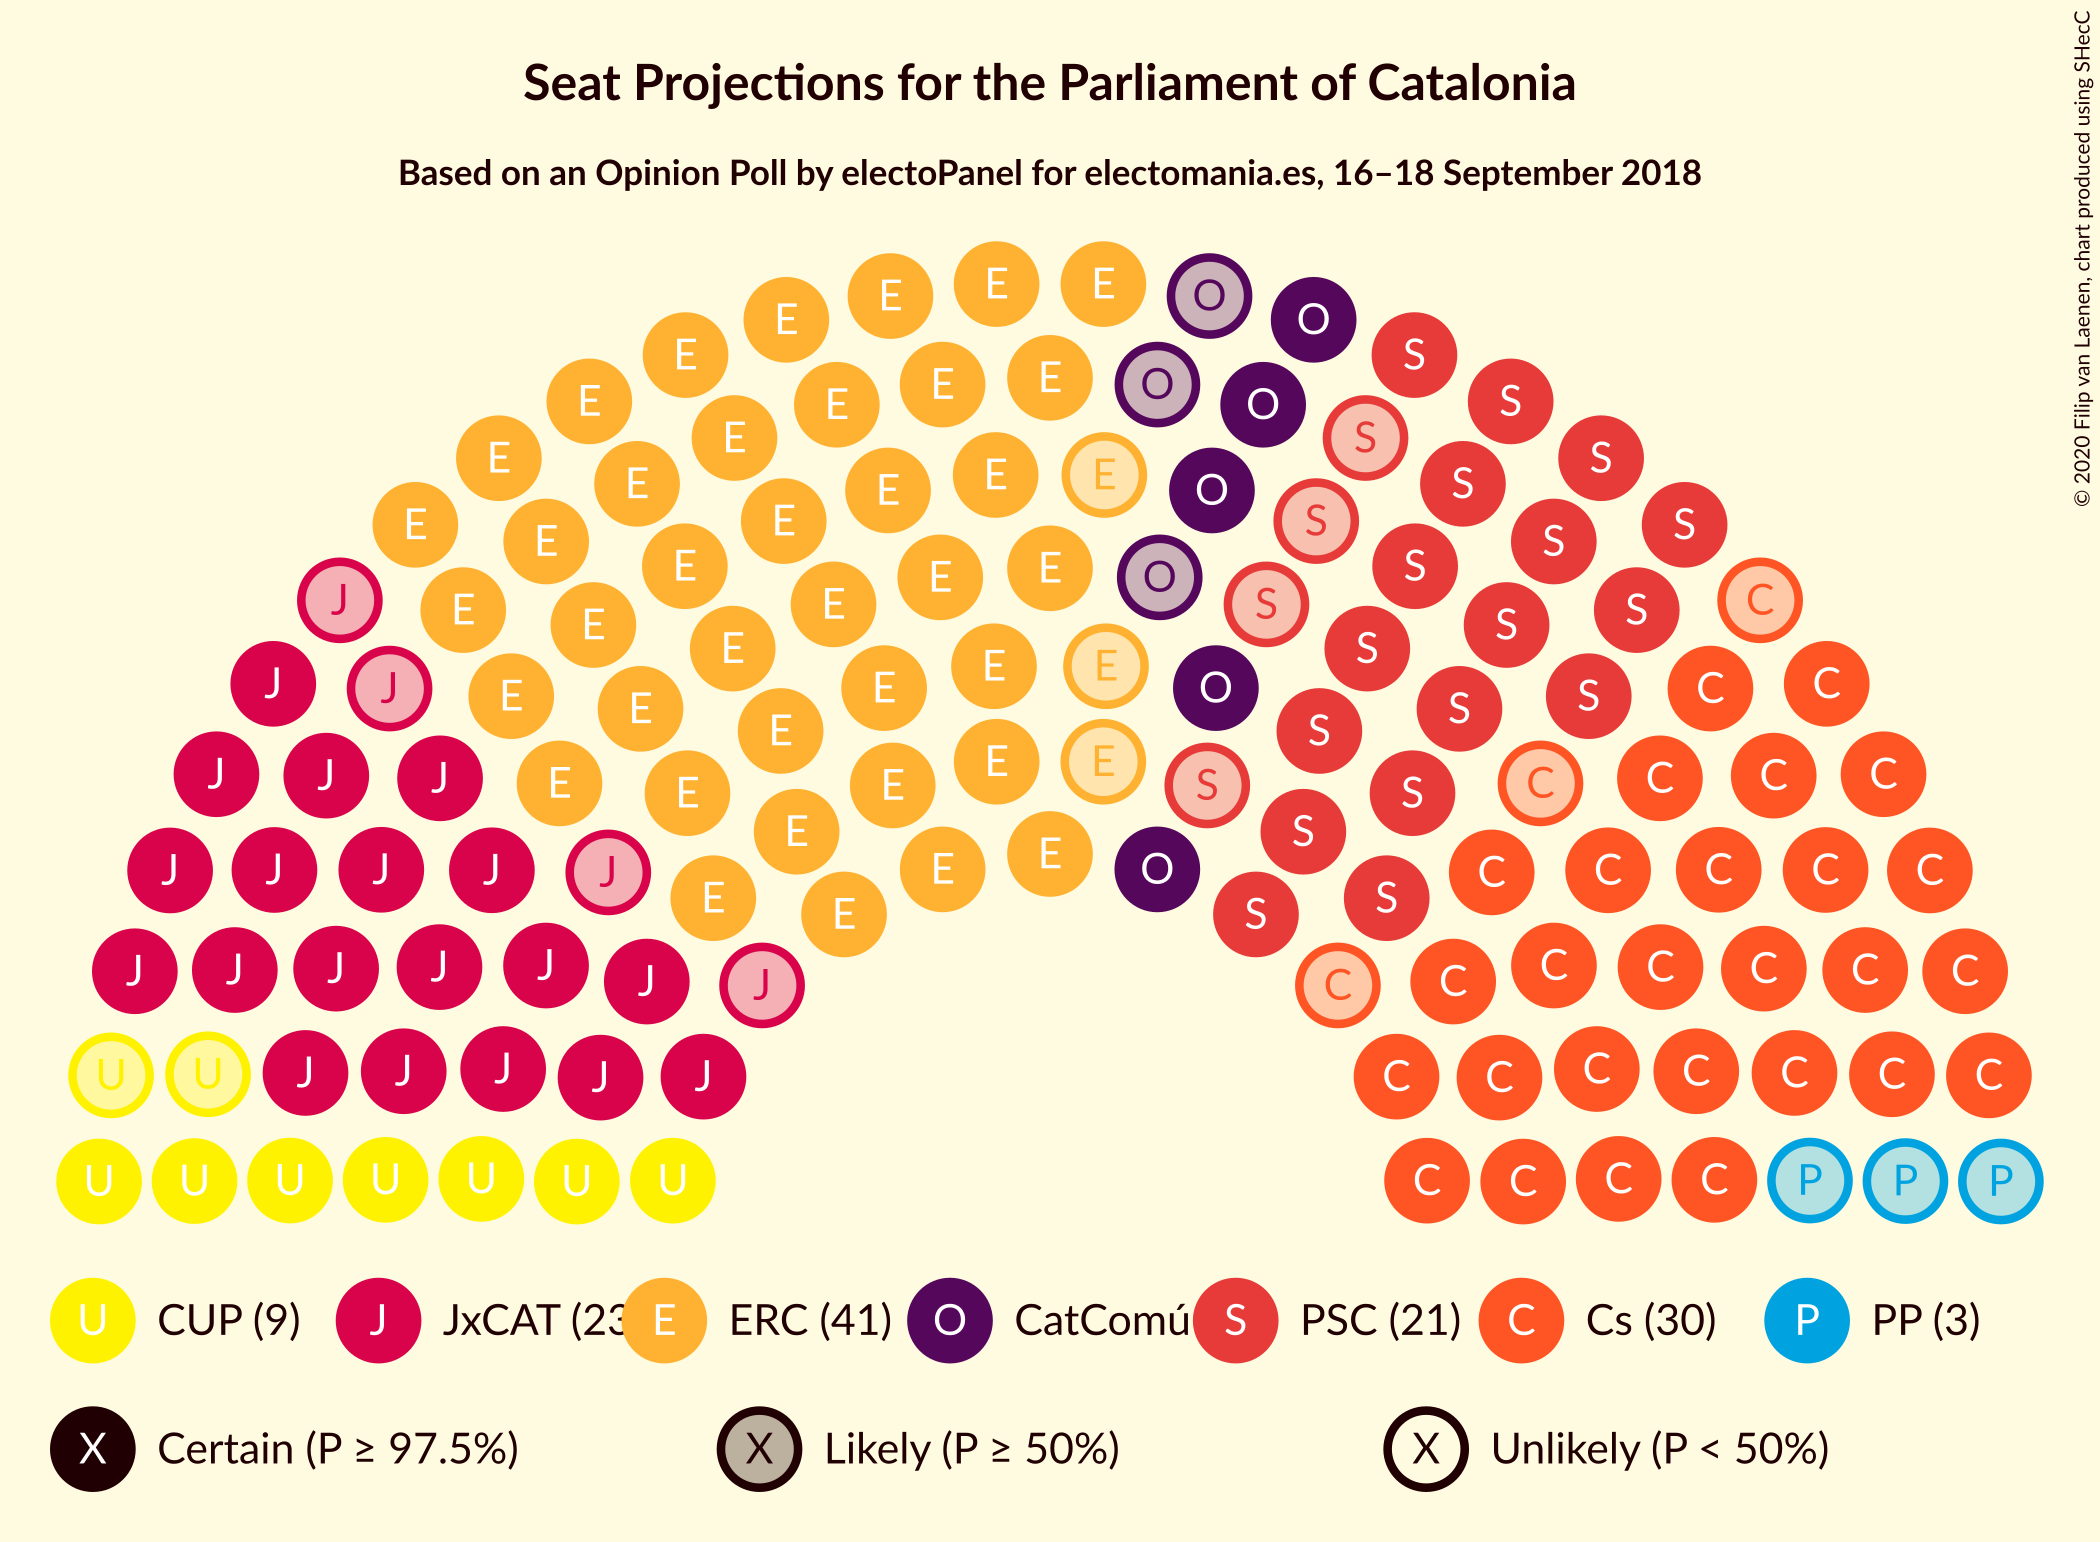 Seat Projections for the Parliament of Catalonia
Based on an Opinion Poll by electoPanel for electomania.es, 16–18 September 2018
© 2020 Filip van Laenen, chart produced using SHecC
E E E O
E O
E S
E E O
E E O S
E S
E S
E E E E O S
E E S S
E S
E E E O S
J E E S S C
E S
E S
E E
J J E E O S C C
E S
E S
J J J E E E E E S S C C C C
E S
J J J J J E E O C C C C C
E E S S
J J J J J J J C C C C C C C
U U J J J J J C C C C C C C
U U U U U U U C C C C P P P
U CUP (9) J JxCAT (23 E ERC (41) O CatComú S PSC (21) C Cs (30) P PP (3)
X Certain (P ≥ 97.5%) X Likely (P ≥ 50%) X Unlikely (P < 50%)